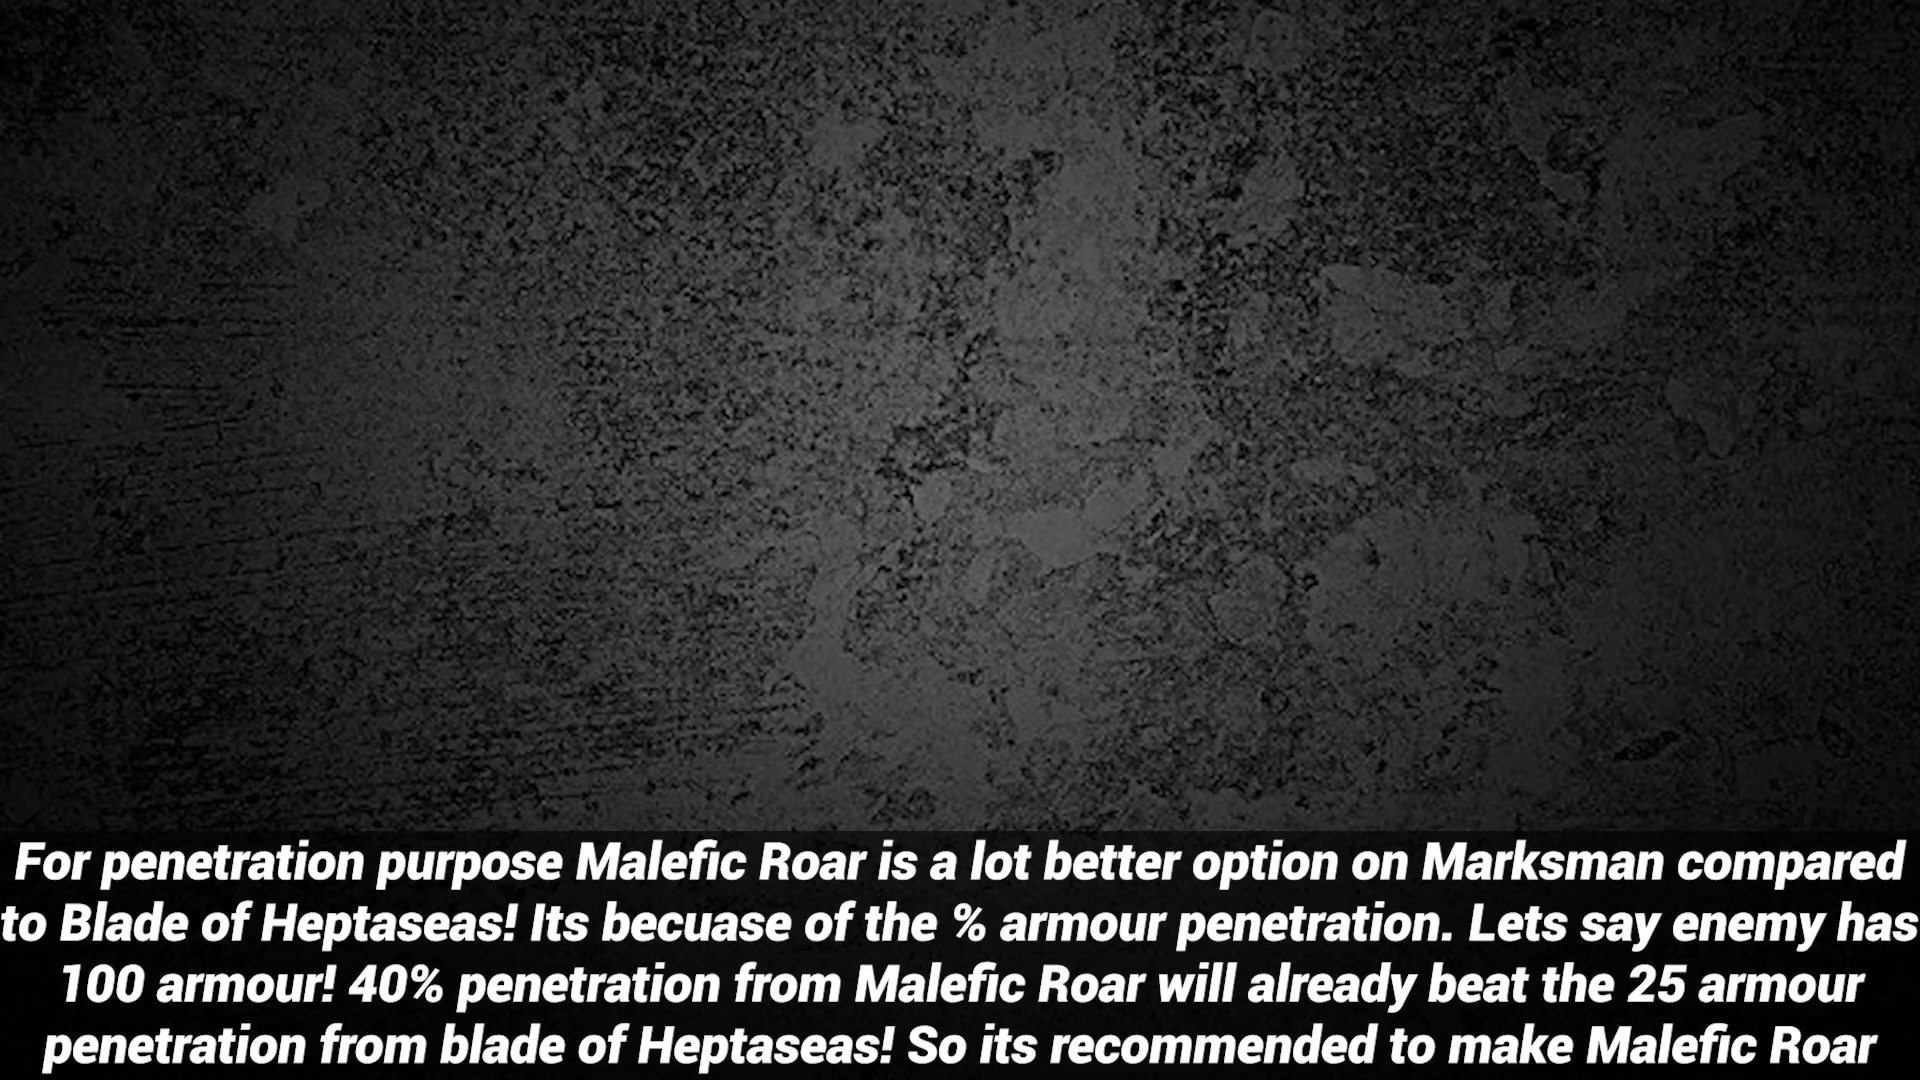 For penetration purpose Malefic Roar is a lot better option on Marksman compared
to Blade of Heptaseas! Its becuase of the % armour penetration. Lets say enemy has
100 armour! 40% penetration from Malefic Roar will already beat the 25 armour
penetration from blade of Heptaseas! So its recommended to make Malefic Roar